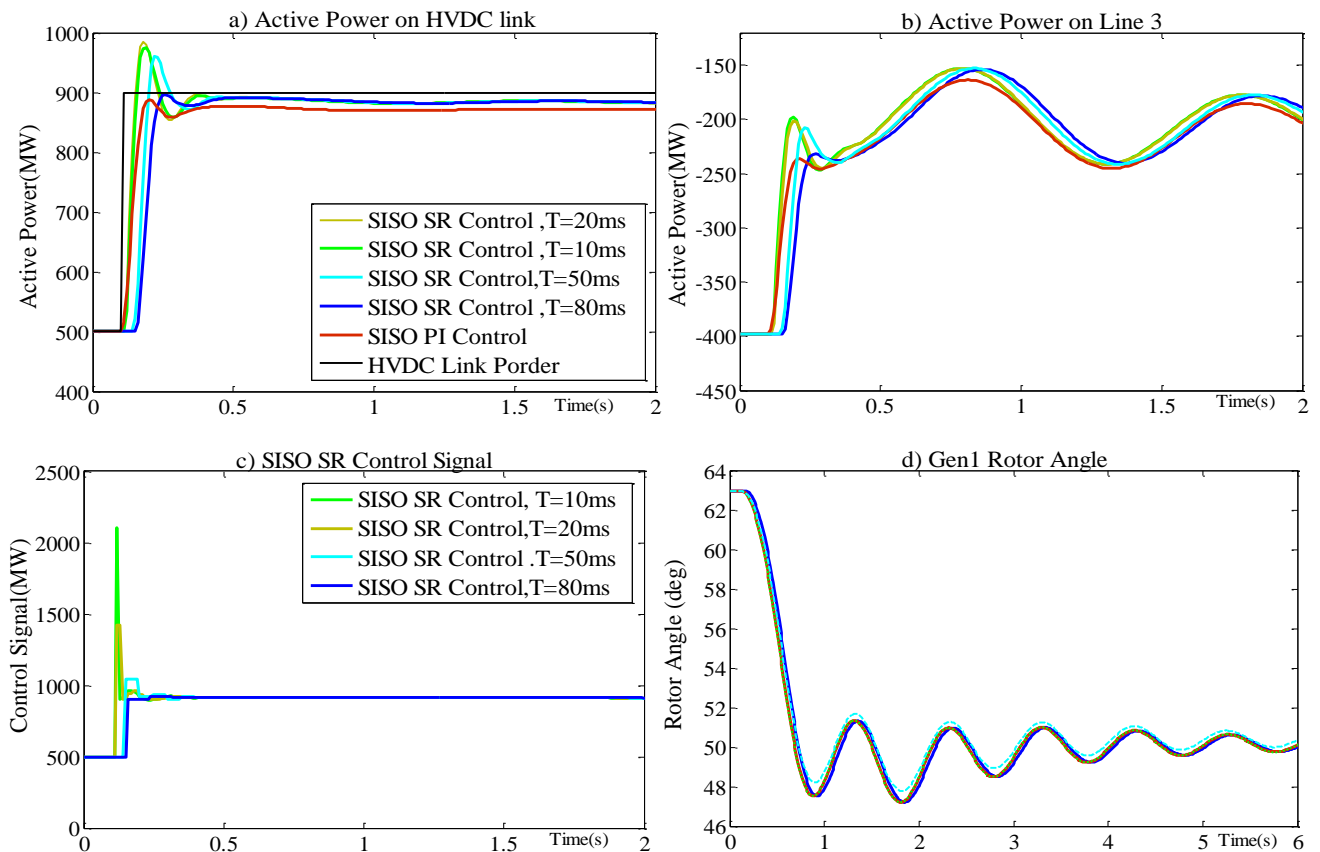 a) Active Power on HVDC link
1000
900
800
700
600
500
400
Active Power(MW)
SISO SR Control ,T=20ms
SISO SR Control ,T=10ms
SISO SR Control,T=50ms
SISO SR Control ,T=80ms
SISO PI Control
HVDC Link Porder
0
0.5
1
1.5
Time(s)
2
b) Active Power on Line 3
-150
-200
-250
-300
-350
-400
-450
Active Power(MW)
0
0.5
1
1.5
Time(s)
2
c) SISO SR Control Signal
2500
2000
1500
1000
500
0
Control Signal(MW)
SISO SR Control, T=10ms
SISO SR Control,T=20ms
SISO SR Control .T=50ms
SISO SR Control,T=80ms
0
0.5
1
1.5
Time(s)
2
d) Gen1 Rotor Angle
64
62
60
58
56
54
52
50
48
46
Rotor Angle (deg)
0
1
2
3
4
5
Time(s)
6